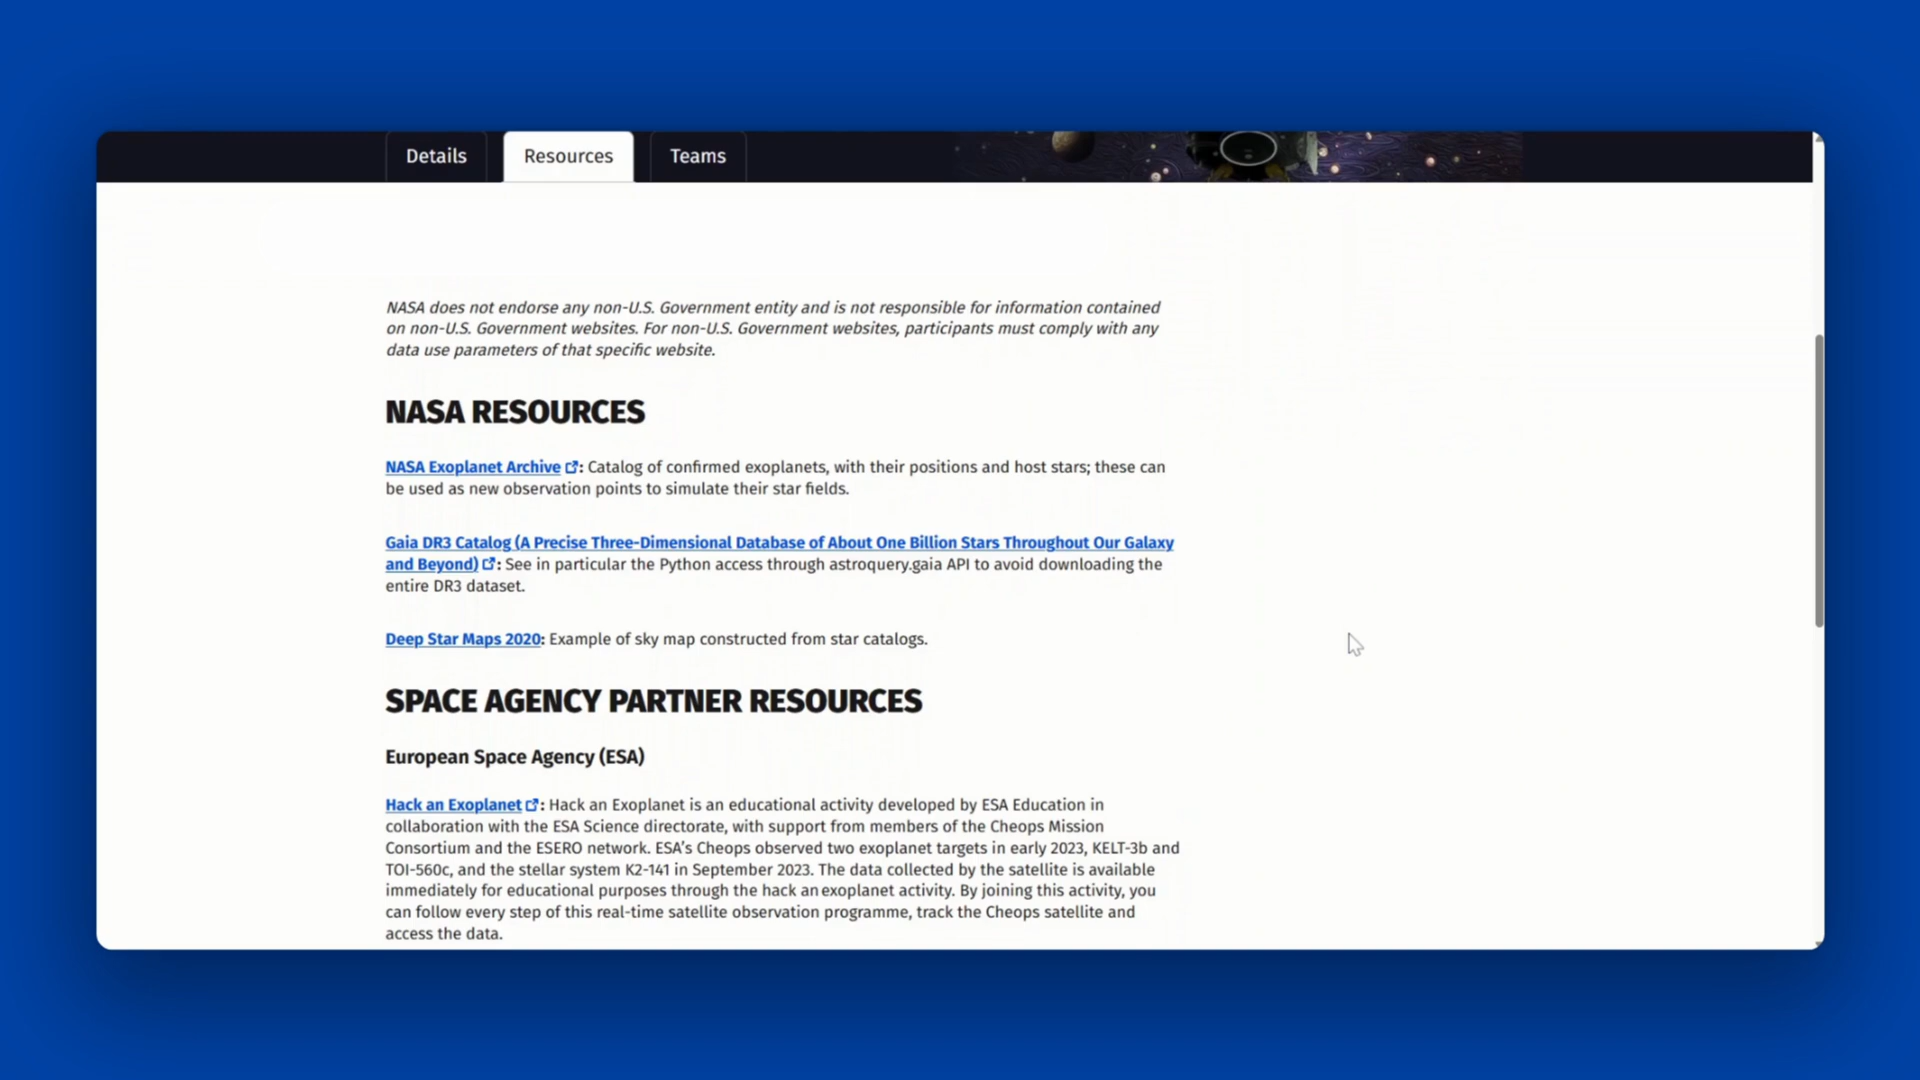 Details
Resources
Teams
NASA does not endorse any non-U.S. Government entity and is not responsible for information contained
on non-U.S. Government websites. For non-U.S. Government websites, participants must comply with any
data use parameters of that specific website.
NASA RESOURCES
NASA Exoplanet Archive : Catalog of confirmed exoplanets, with their positions and host stars; these can
be used as new observation points to simulate their star fields.
Gaia DR3 Catalog (A Precise Three-Dimensional Database of About One Billion Stars Throughout Our Galaxy
and Beyond) : See in particular the Python access through astroquery.gaia API to avoid downloading the
entire DR3 dataset.
Deep Star Maps 2020: Example of sky map constructed from star catalogs.
SPACE AGENCY PARTNER RESOURCES
European Space Agency (ESA)
Hack an Exoplanet : Hack an Exoplanet is an educational activity developed by ESA Education in
collaboration with the ESA Science directorate, with support from members of the Cheops Mission
Consortium and the ESERO network. ESA’s Cheops observed two exoplanet targets in early 2023, KELT-3b and
TOI-560c, and the stellar system K2-141 in September 2023. The data collected by the satellite is available
immediately for educational purposes through the hack an exoplanet activity. By joining this activity, you
can follow every step of this real-time satellite observation programme, track the Cheops satellite and
access the data.